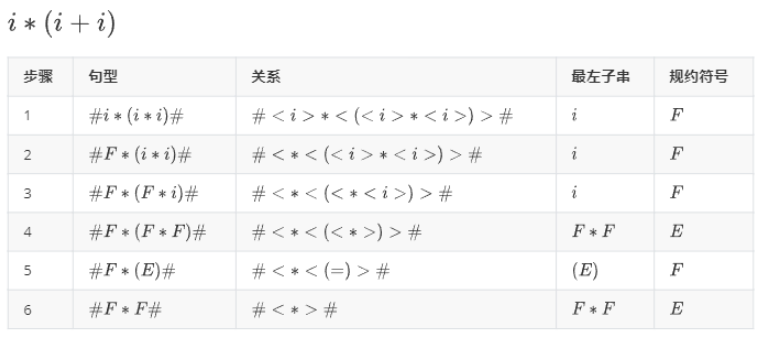 i * (i + i)
步骤 句型 关系 最左子串 规约符号
1 #i * (i * i)# # < i > * < (< i > * < i >) > # i F
2 #F * (i * i)# # < * < (< i > * < i >) > # i F
3 #F * (F * i)# # < * < (< * < i >) > # i F
4 #F * (F * F)# # < * < (< * >) > # F * F E
5 #F * (E)# # < * < (=) > # (E) F
6 #F * F# # < * > # F * F E